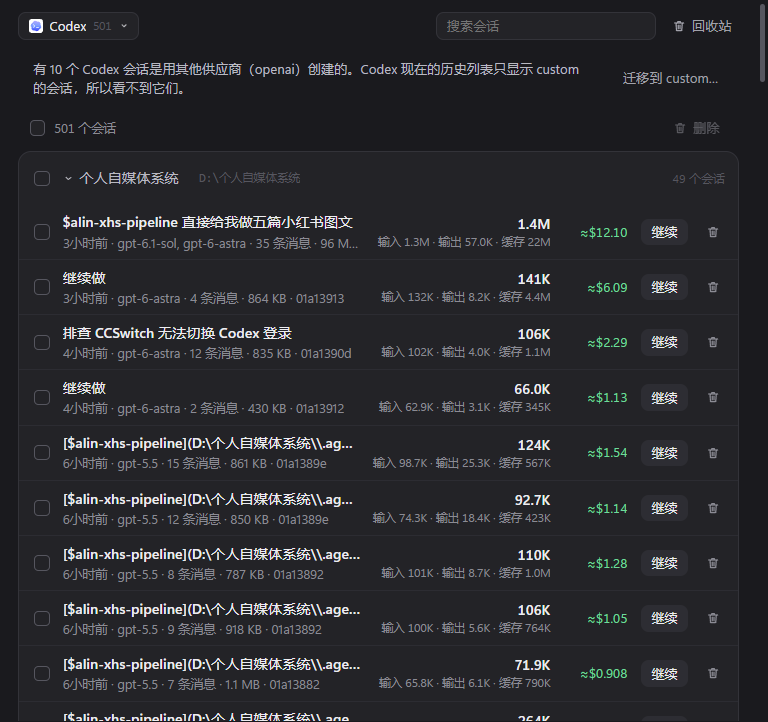 Codex 501
搜索会话
回收站
有 10 个 Codex 会话是用其他供应商（openai）创建的。Codex 现在的历史列表只显示 custom
的会话，所以看不到它们。
迁移到 custom...
501 个会话
删除
个人自媒体系统 D:\个人自媒体系统 49 个会话
$alin-xhs-pipeline 直接给我做五篇小红书图文 1.4M
3小时前 · gpt-6.1-sol, gpt-6-astra · 35 条消息 · 96 M... 输入 1.3M · 输出 57.0K · 缓存 22M ≈$12.10 继续
继续做 141K
3小时前 · gpt-6-astra · 4 条消息 · 864 KB · 01a13913 输入 132K · 输出 8.2K · 缓存 4.4M ≈$6.09 继续
排查 CCSwitch 无法切换 Codex 登录 106K
4小时前 · gpt-6-astra · 12 条消息 · 835 KB · 01a1390d 输入 102K · 输出 4.0K · 缓存 1.1M ≈$2.29 继续
继续做 66.0K
4小时前 · gpt-6-astra · 2 条消息 · 430 KB · 01a13912 输入 62.9K · 输出 3.1K · 缓存 345K ≈$1.13 继续
[$alin-xhs-pipeline](D:\个人自媒体系统\\.ag... 124K
6小时前 · gpt-5.5 · 15 条消息 · 861 KB · 01a1389e 输入 98.7K · 输出 25.3K · 缓存 567K ≈$1.54 继续
[$alin-xhs-pipeline](D:\个人自媒体系统\\.ag... 92.7K
6小时前 · gpt-5.5 · 12 条消息 · 850 KB · 01a1389e 输入 74.3K · 输出 18.4K · 缓存 423K ≈$1.14 继续
[$alin-xhs-pipeline](D:\个人自媒体系统\\.age... 110K
6小时前 · gpt-5.5 · 8 条消息 · 787 KB · 01a13892 输入 101K · 输出 8.7K · 缓存 1.0M ≈$1.28 继续
[$alin-xhs-pipeline](D:\个人自媒体系统\\.age... 106K
6小时前 · gpt-5.5 · 9 条消息 · 918 KB · 01a13892 输入 100K · 输出 5.6K · 缓存 764K ≈$1.05 继续
[$alin-xhs-pipeline](D:\个人自媒体系统\\.age... 71.9K
6小时前 · gpt-5.5 · 7 条消息 · 1.1 MB · 01a13882 输入 65.8K · 输出 6.1K · 缓存 790K ≈$0.908 继续
[$alin-xhs-pipeline](D:\个人自媒体系统\\.age... 264K